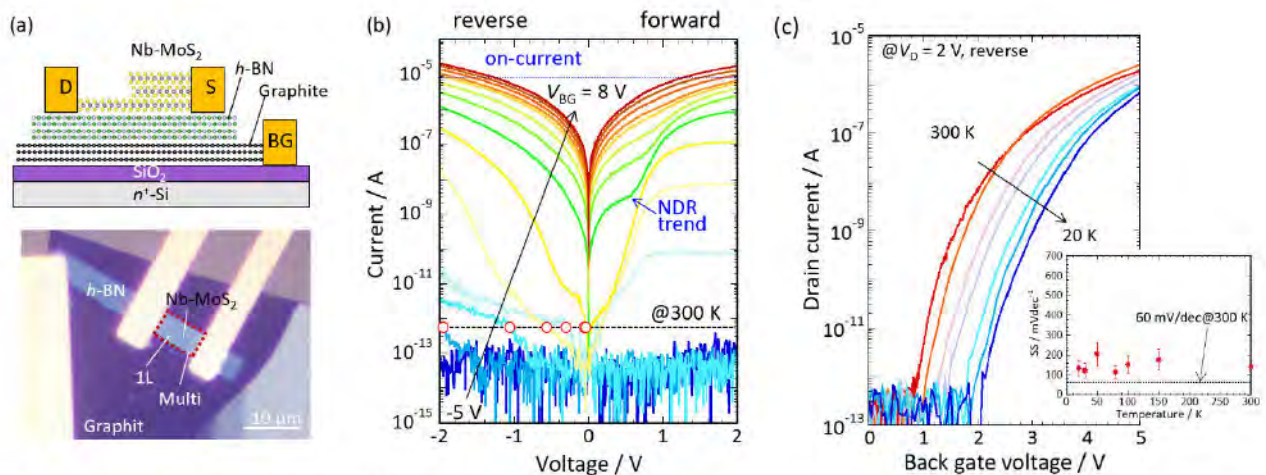 (a)
Nb-MoS₂
h-BN
Graphite
D
S
BG
SiO₂
n⁺-Si
h-BN
Nb-MoS₂
1L
Multi
Graphit
10 μm
(b)
reverse
forward
on-current
V_BG = 8 V
NDR
trend
@300 K
-5 V
10⁻⁵
10⁻⁷
10⁻⁹
10⁻¹¹
10⁻¹³
10⁻¹⁵
Current / A
-2
-1
0
1
2
Voltage / V
(c)
@V_D = 2 V, reverse
300 K
20 K
10⁻⁵
10⁻⁷
10⁻⁹
10⁻¹¹
10⁻¹³
Drain current / A
0
1
2
3
4
5
Back gate voltage / V
700
600
500
400
300
200
100
0
SS / mVdec⁻¹
60 mV/dec@300 K
0
50
100
150
200
250
300
Temperature / K